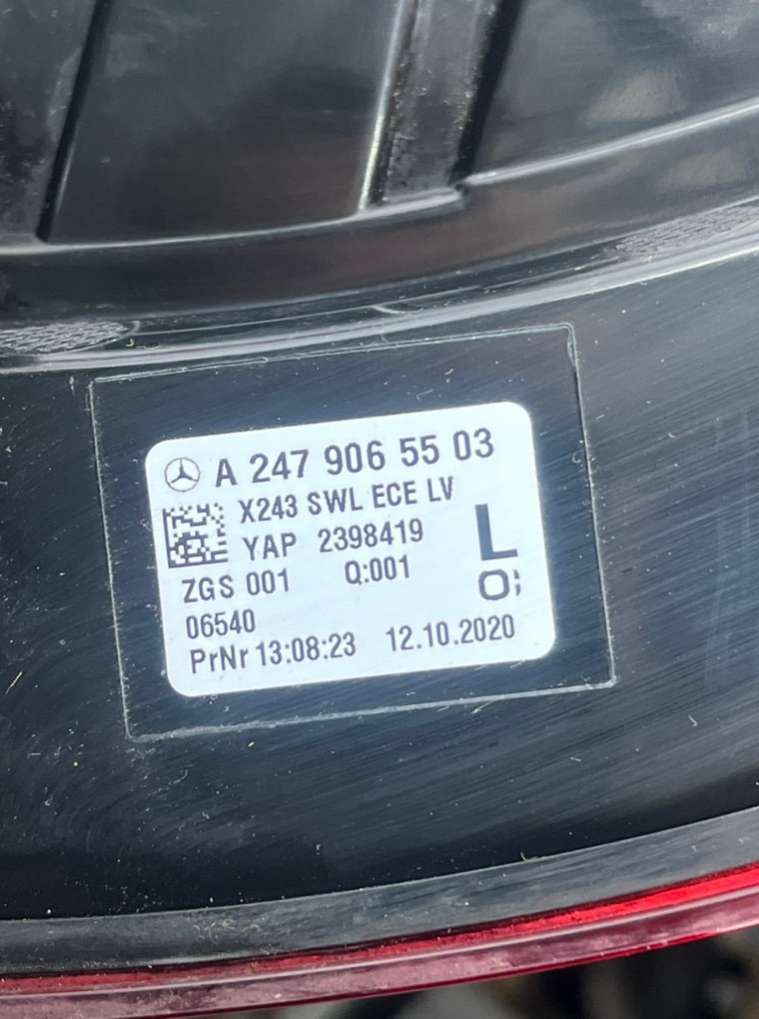 A 247 906 55 03
X243 SWL ECE LV
YAP 2398419
L
ZGS 001 Q:001
06540
PrNr 13:08:23 12.10.2020